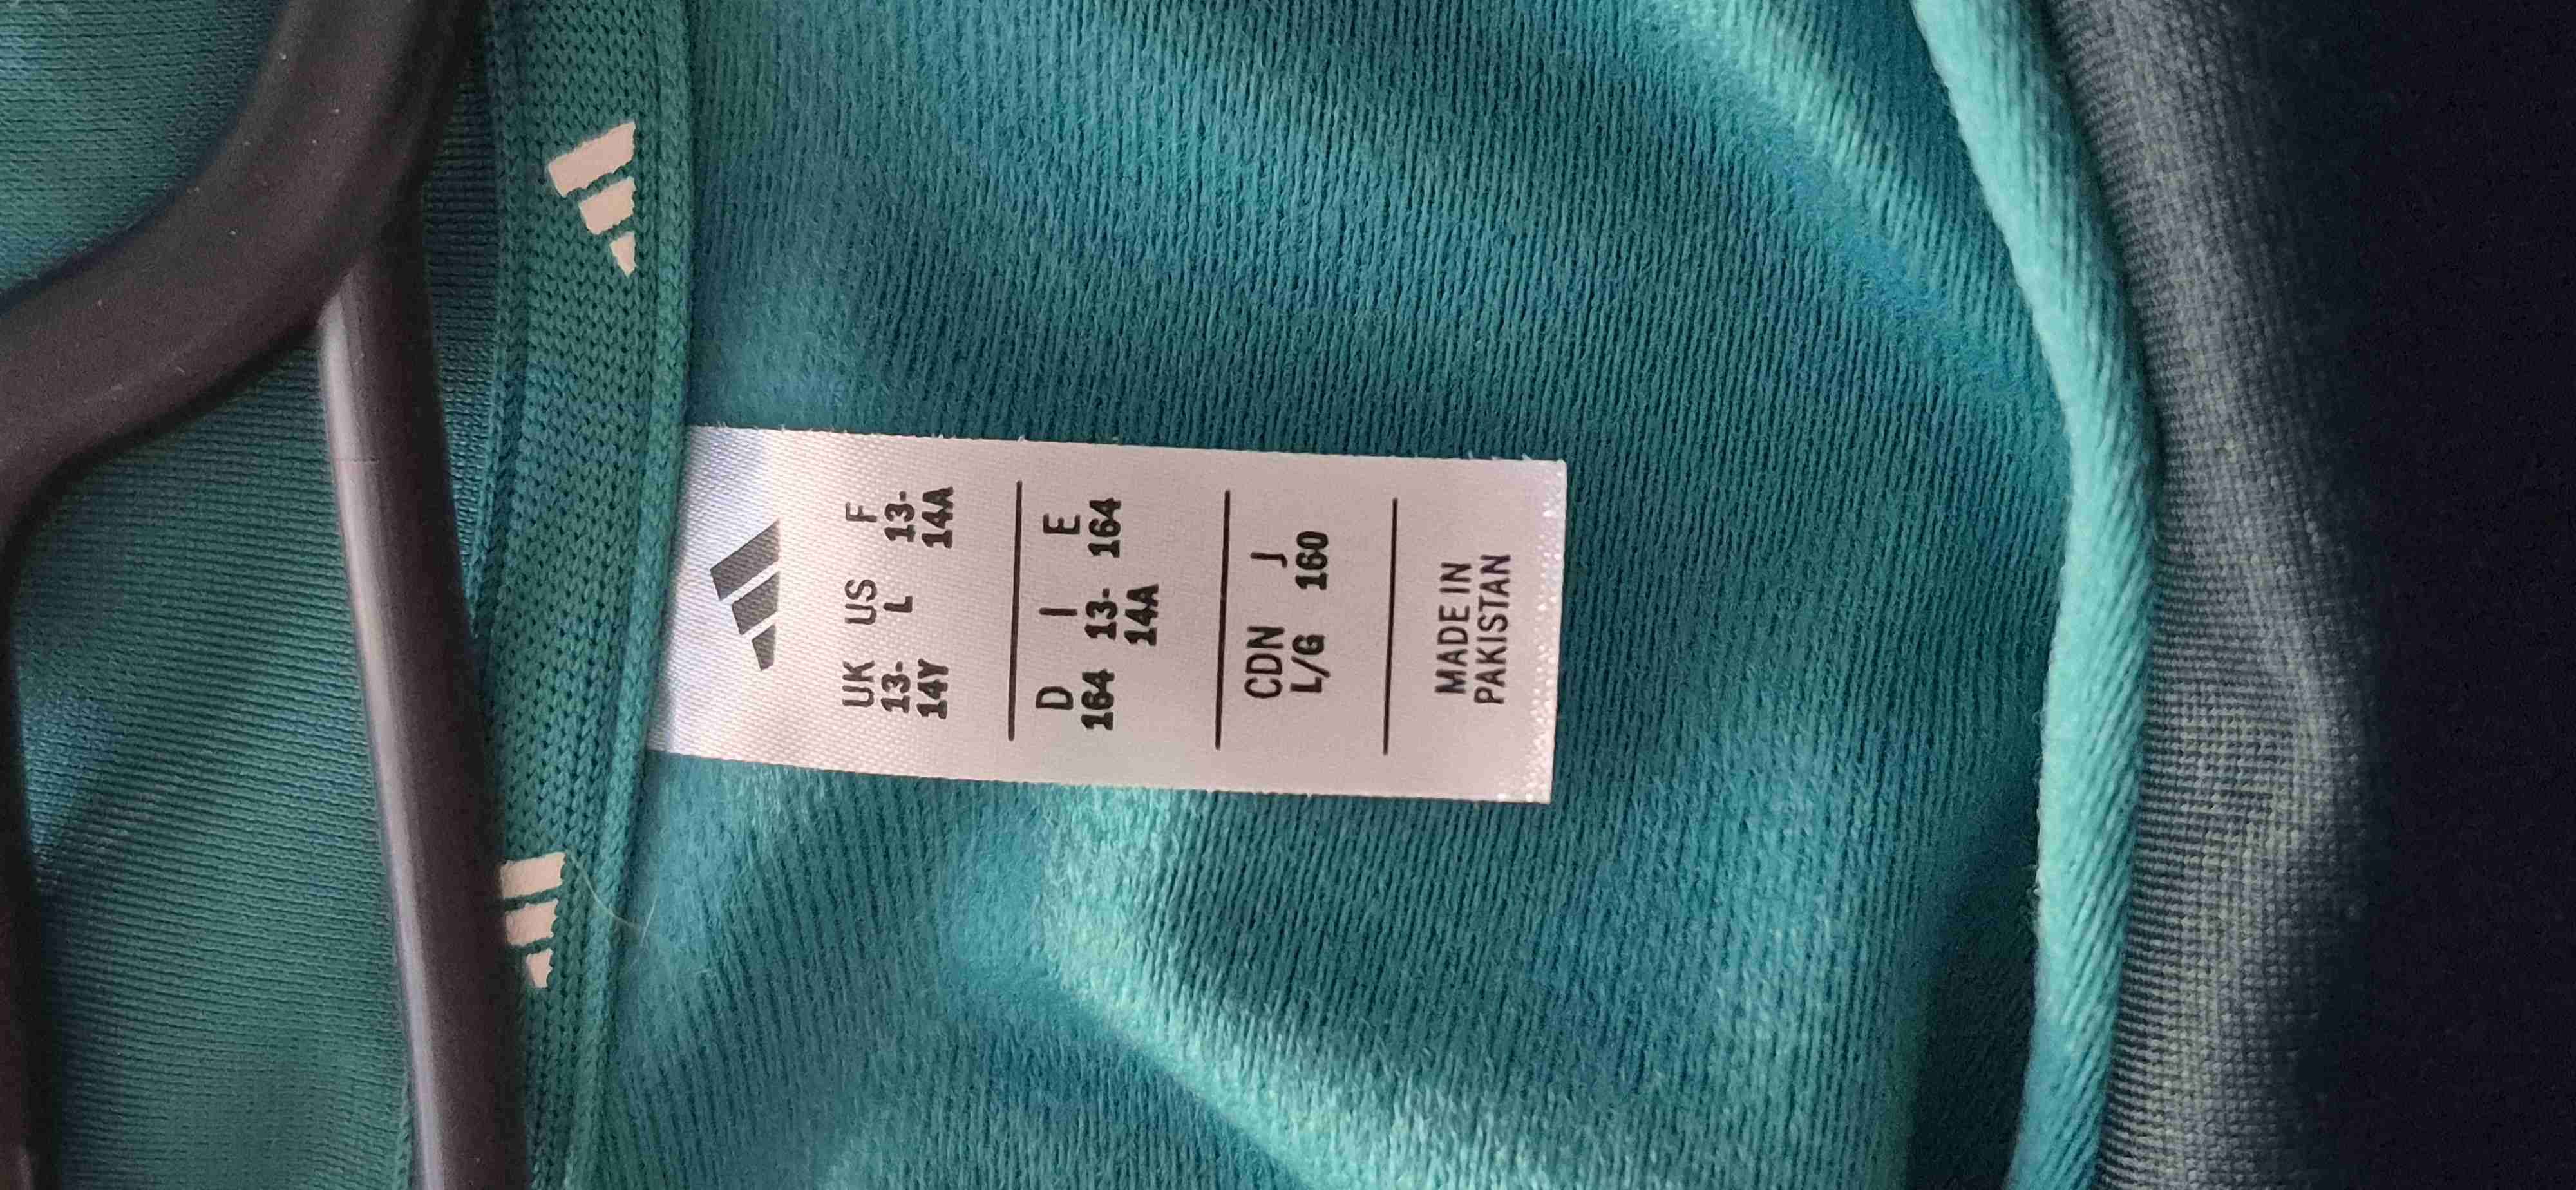 UK US F
13- L 13-
14Y 14A
D I E
164 13- 164
14A
CDN J
L/G 160
MADE IN
PAKISTAN